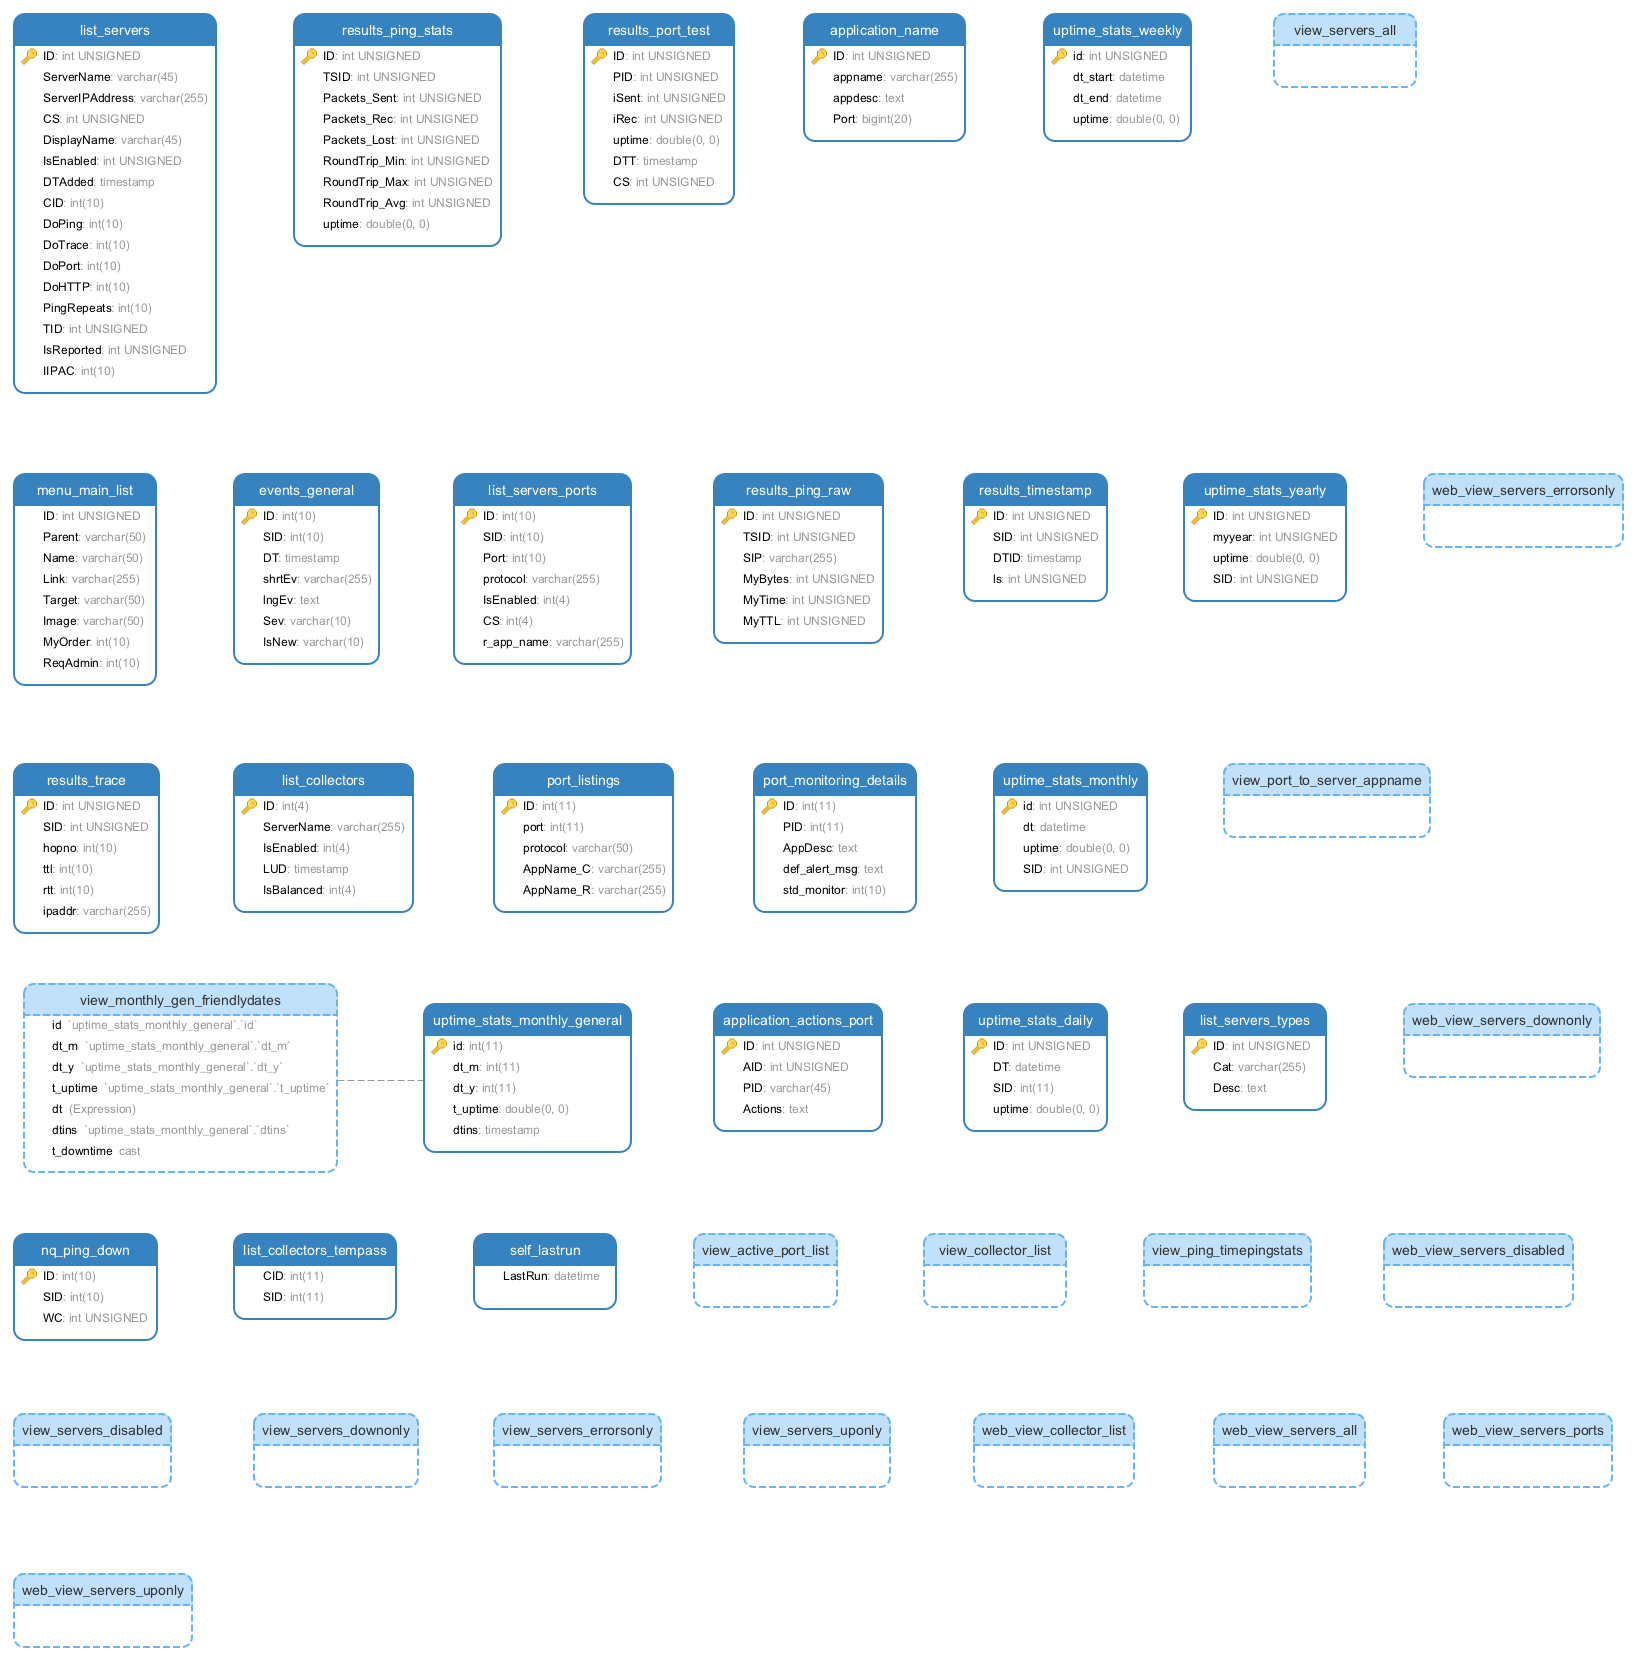 list_servers
ID: int UNSIGNED
ServerName: varchar(45)
ServerIPAddress: varchar(255)
CS: int UNSIGNED
DisplayName: varchar(45)
IsEnabled: int UNSIGNED
DTAdded: timestamp
CID: int(10)
DoPing: int(10)
DoTrace: int(10)
DoPort: int(10)
DoHTTP: int(10)
PingRepeats: int(10)
TID: int UNSIGNED
IsReported: int UNSIGNED
IIPAC: int(10)
results_ping_stats
ID: int UNSIGNED
TSID: int UNSIGNED
Packets_Sent: int UNSIGNED
Packets_Rec: int UNSIGNED
Packets_Lost: int UNSIGNED
RoundTrip_Min: int UNSIGNED
RoundTrip_Max: int UNSIGNED
RoundTrip_Avg: int UNSIGNED
uptime: double(0, 0)
results_port_test
ID: int UNSIGNED
PID: int UNSIGNED
iSent: int UNSIGNED
iRec: int UNSIGNED
uptime: double(0, 0)
DTT: timestamp
CS: int UNSIGNED
application_name
ID: int UNSIGNED
appname: varchar(255)
appdesc: text
Port: bigint(20)
uptime_stats_weekly
id: int UNSIGNED
dt_start: datetime
dt_end: datetime
uptime: double(0, 0)
view_servers_all
menu_main_list
ID: int UNSIGNED
Parent: varchar(50)
Name: varchar(50)
Link: varchar(255)
Target: varchar(50)
Image: varchar(50)
MyOrder: int(10)
ReqAdmin: int(10)
events_general
ID: int(10)
SID: int(10)
DT: timestamp
shrtEv: varchar(255)
lngEv: text
Sev: varchar(10)
IsNew: varchar(10)
list_servers_ports
ID: int(10)
SID: int(10)
Port: int(10)
protocol: varchar(255)
IsEnabled: int(4)
CS: int(4)
r_app_name: varchar(255)
results_ping_raw
ID: int UNSIGNED
TSID: int UNSIGNED
SIP: varchar(255)
MyBytes: int UNSIGNED
MyTime: int UNSIGNED
MyTTL: int UNSIGNED
results_timestamp
ID: int UNSIGNED
SID: int UNSIGNED
DTID: timestamp
Is: int UNSIGNED
uptime_stats_yearly
ID: int UNSIGNED
myyear: int UNSIGNED
uptime: double(0, 0)
SID: int UNSIGNED
web_view_servers_errorsonly
results_trace
ID: int UNSIGNED
SID: int UNSIGNED
hopno: int(10)
ttl: int(10)
rtt: int(10)
ipaddr: varchar(255)
list_collectors
ID: int(4)
ServerName: varchar(255)
IsEnabled: int(4)
LUD: timestamp
IsBalanced: int(4)
port_listings
ID: int(11)
port: int(11)
protocol: varchar(50)
AppName_C: varchar(255)
AppName_R: varchar(255)
port_monitoring_details
ID: int(11)
PID: int(11)
AppDesc: text
def_alert_msg: text
std_monitor: int(10)
uptime_stats_monthly
id: int UNSIGNED
dt: datetime
uptime: double(0, 0)
SID: int UNSIGNED
view_port_to_server_appname
view_monthly_gen_friendlydates
id `uptime_stats_monthly_general`.`id`
dt_m `uptime_stats_monthly_general`.`dt_m`
dt_y `uptime_stats_monthly_general`.`dt_y`
t_uptime `uptime_stats_monthly_general`.`t_uptime`
dt (Expression)
dtins `uptime_stats_monthly_general`.`dtins`
t_downtime cast
uptime_stats_monthly_general
id: int(11)
dt_m: int(11)
dt_y: int(11)
t_uptime: double(0, 0)
dtins: timestamp
application_actions_port
ID: int UNSIGNED
AID: int UNSIGNED
PID: varchar(45)
Actions: text
uptime_stats_daily
ID: int UNSIGNED
DT: datetime
SID: int(11)
uptime: double(0, 0)
list_servers_types
ID: int UNSIGNED
Cat: varchar(255)
Desc: text
web_view_servers_downonly
nq_ping_down
ID: int(10)
SID: int(10)
WC: int UNSIGNED
list_collectors_tempass
CID: int(11)
SID: int(11)
self_lastrun
LastRun: datetime
view_active_port_list
view_collector_list
view_ping_timepingstats
web_view_servers_disabled
view_servers_disabled
view_servers_downonly
view_servers_errorsonly
view_servers_uponly
web_view_collector_list
web_view_servers_all
web_view_servers_ports
web_view_servers_uponly